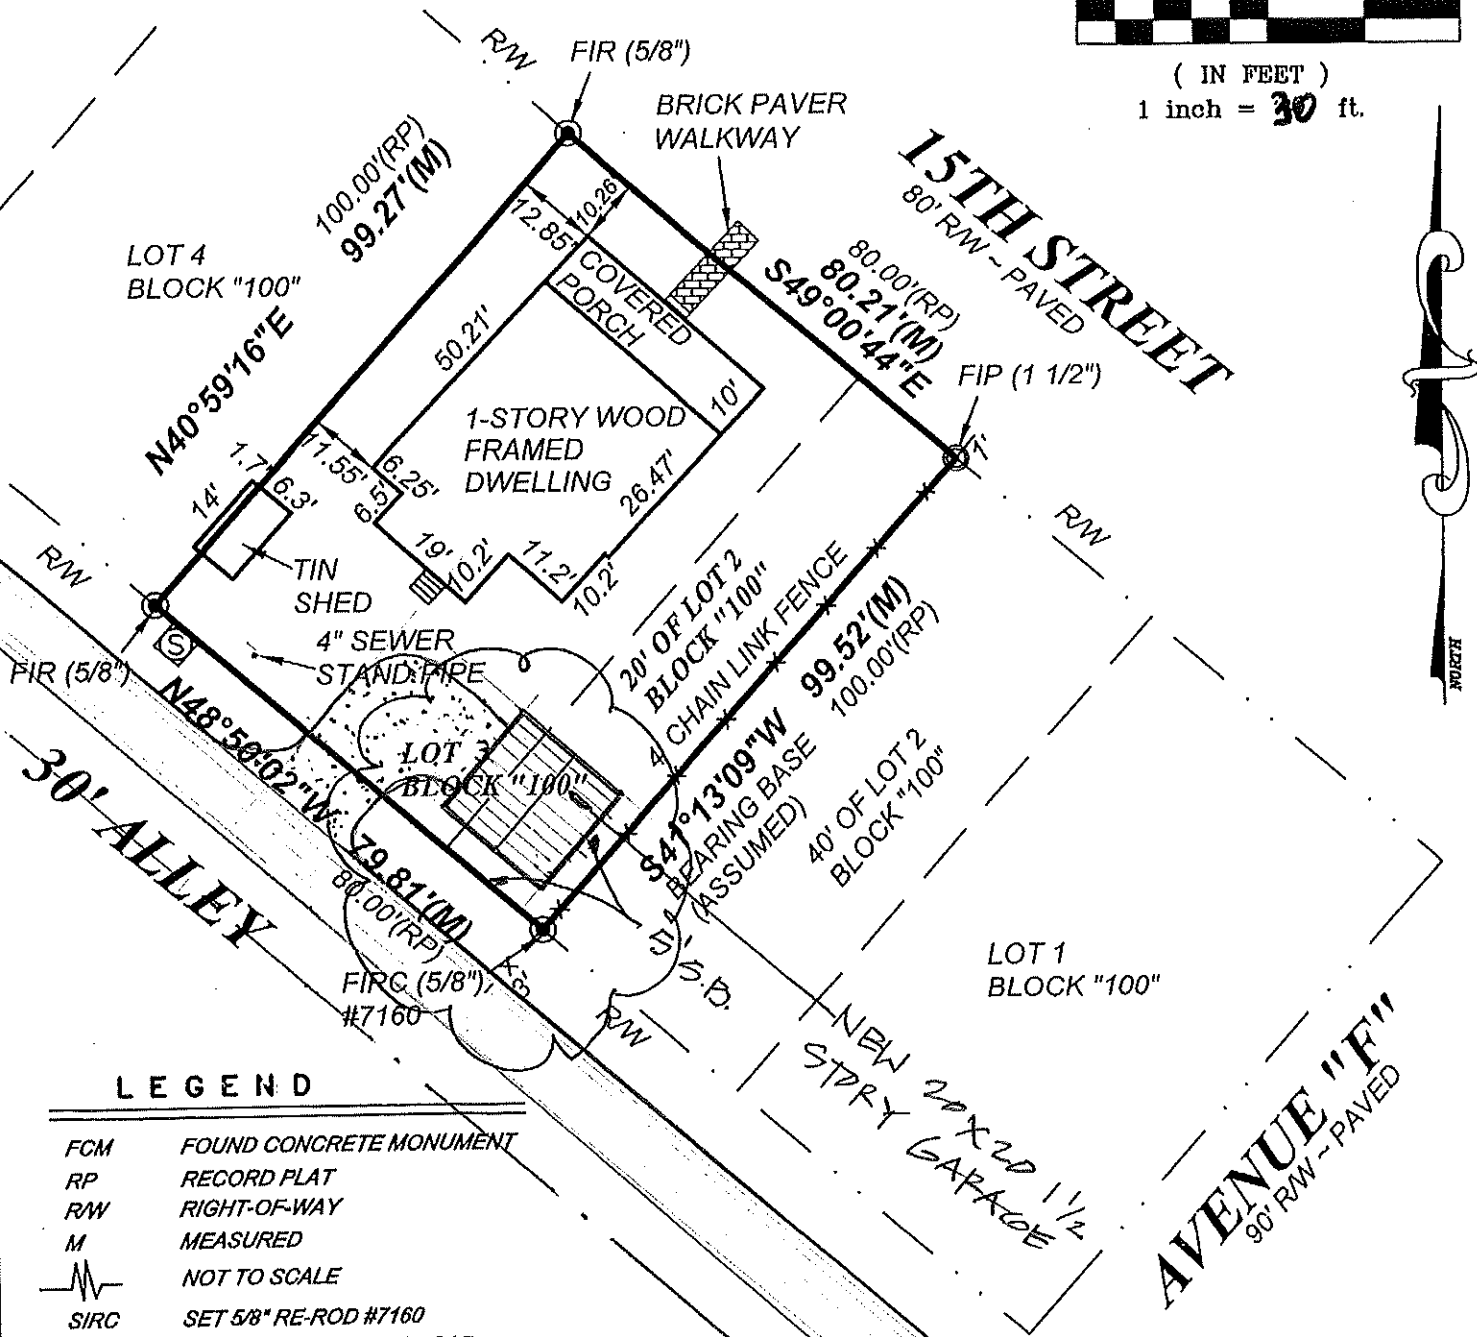 ( IN FEET )
1 inch = 30 ft.
R/W
FIR (5/8")
BRICK PAVER
WALKWAY
15TH STREET
80' R/W ~ PAVED
100.00'(RP)
99.27'(M)
LOT 4
BLOCK "100"
N40°59'16"E
12.85'
10.26
COVERED
PORCH
80.00'(RP)
80.21'(M)
S49°00'44"E
FIP (1 1/2")
.7'
50.21'
10'
1-STORY WOOD
FRAMED
DWELLING
26.47'
11.55'
6.25'
6.5'
19'
10.2'
11.2'
10.2'
1.7'
14'
6.3'
TIN
SHED
R/W
R/W
4" SEWER
STAND PIPE
FIR (5/8")
S
N48°50'02"W
79.81'(M)
80.00'(RP)
30' ALLEY
LOT 3
BLOCK "100"
20' OF LOT 2
BLOCK "100"
4' CHAIN LINK FENCE
99.52'(M)
100.00'(RP)
S41°13'09"W
BEARING BASE
(ASSUMED)
40' OF LOT 2
BLOCK "100"
FIRC (5/8")
#7160
R/W
5' S.B.
NEW 20X20 1 1/2
STORY GARAGE
LOT 1
BLOCK "100"
AVENUE "F"
90' R/W ~ PAVED
NORTH
LEGEND
FCM FOUND CONCRETE MONUMENT
RP RECORD PLAT
R/W RIGHT-OF-WAY
M MEASURED
NOT TO SCALE
SIRC SET 5/8" RE-ROD #7160